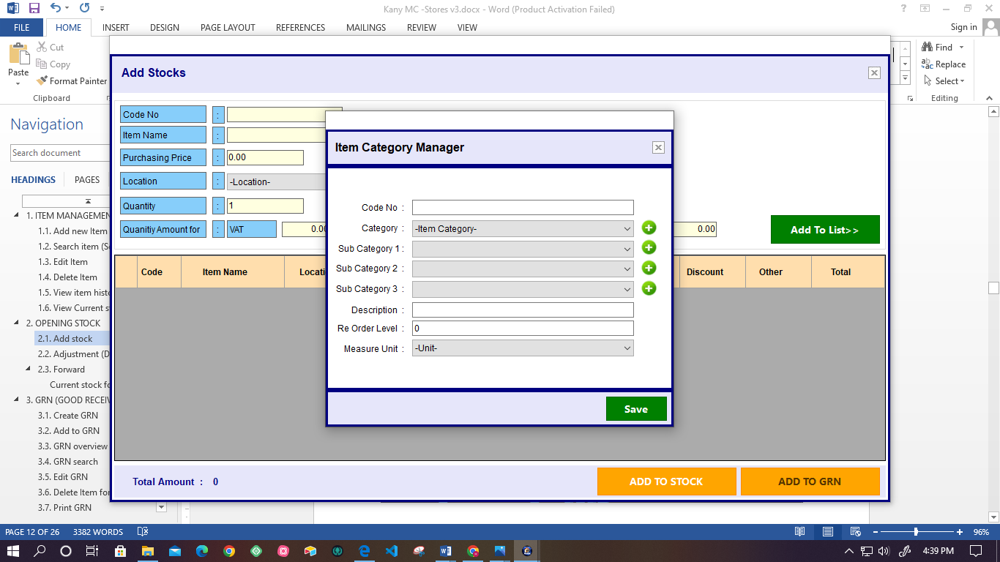 Kany MC -Stores v3.docx - Word (Product Activation Failed)
FILE HOME INSERT DESIGN PAGE LAYOUT REFERENCES MAILINGS REVIEW VIEW Sign in
Paste
Cut
Copy
Format Painter
Clipboard
Find
Replace
Select
Editing
Navigation
Search document
HEADINGS PAGES
1. ITEM MANAGEMEN
1.1. Add new Item
1.2. Search item (S
1.3. Edit Item
1.4. Delete Item
1.5. View item histo
1.6. View Current s
2. OPENING STOCK
2.1. Add stock
2.2. Adjustment (D
2.3. Forward
Current stock fo
3. GRN (GOOD RECEIV
3.1. Create GRN
3.2. Add to GRN
3.3. GRN overview
3.4. GRN search
3.5. Edit GRN
3.6. Delete Item for
3.7. Print GRN
Add Stocks
Code No :
Item Name :
Purchasing Price : 0.00
Location : -Location-
Quantity : 1
Quanitiy Amount for : VAT 0.00 0.00
Add To List>>
Code Item Name Locati Discount Other Total
Item Category Manager
Code No :
Category : -Item Category-
Sub Category 1 :
Sub Category 2 :
Sub Category 3 :
Description :
Re Order Level : 0
Measure Unit : -Unit-
Save
Total Amount : 0
ADD TO STOCK ADD TO GRN
PAGE 12 OF 26 3382 WORDS 96%
4:39 PM